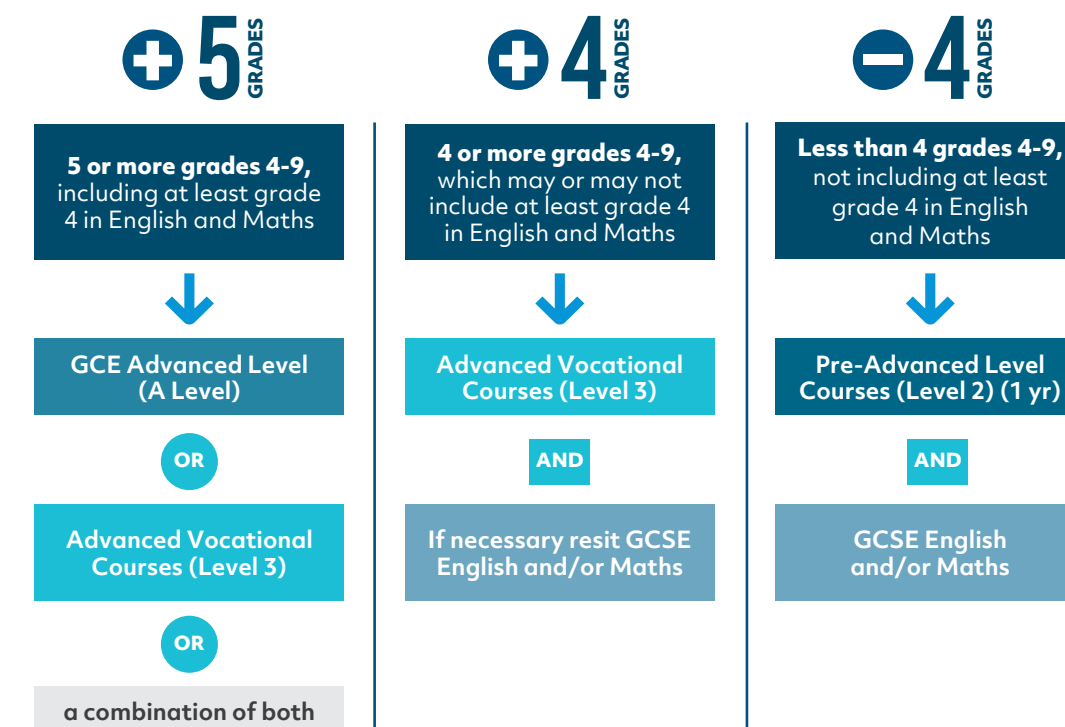 5 GRADES
5 or more grades 4-9,
including at least grade
4 in English and Maths
GCE Advanced Level
(A Level)
OR
Advanced Vocational
Courses (Level 3)
OR
a combination of both
4 GRADES
4 or more grades 4-9,
which may or may not
include at least grade 4
in English and Maths
Advanced Vocational
Courses (Level 3)
AND
If necessary resit GCSE
English and/or Maths
4 GRADES
Less than 4 grades 4-9,
not including at least
grade 4 in English
and Maths
Pre-Advanced Level
Courses (Level 2) (1 yr)
AND
GCSE English
and/or Maths